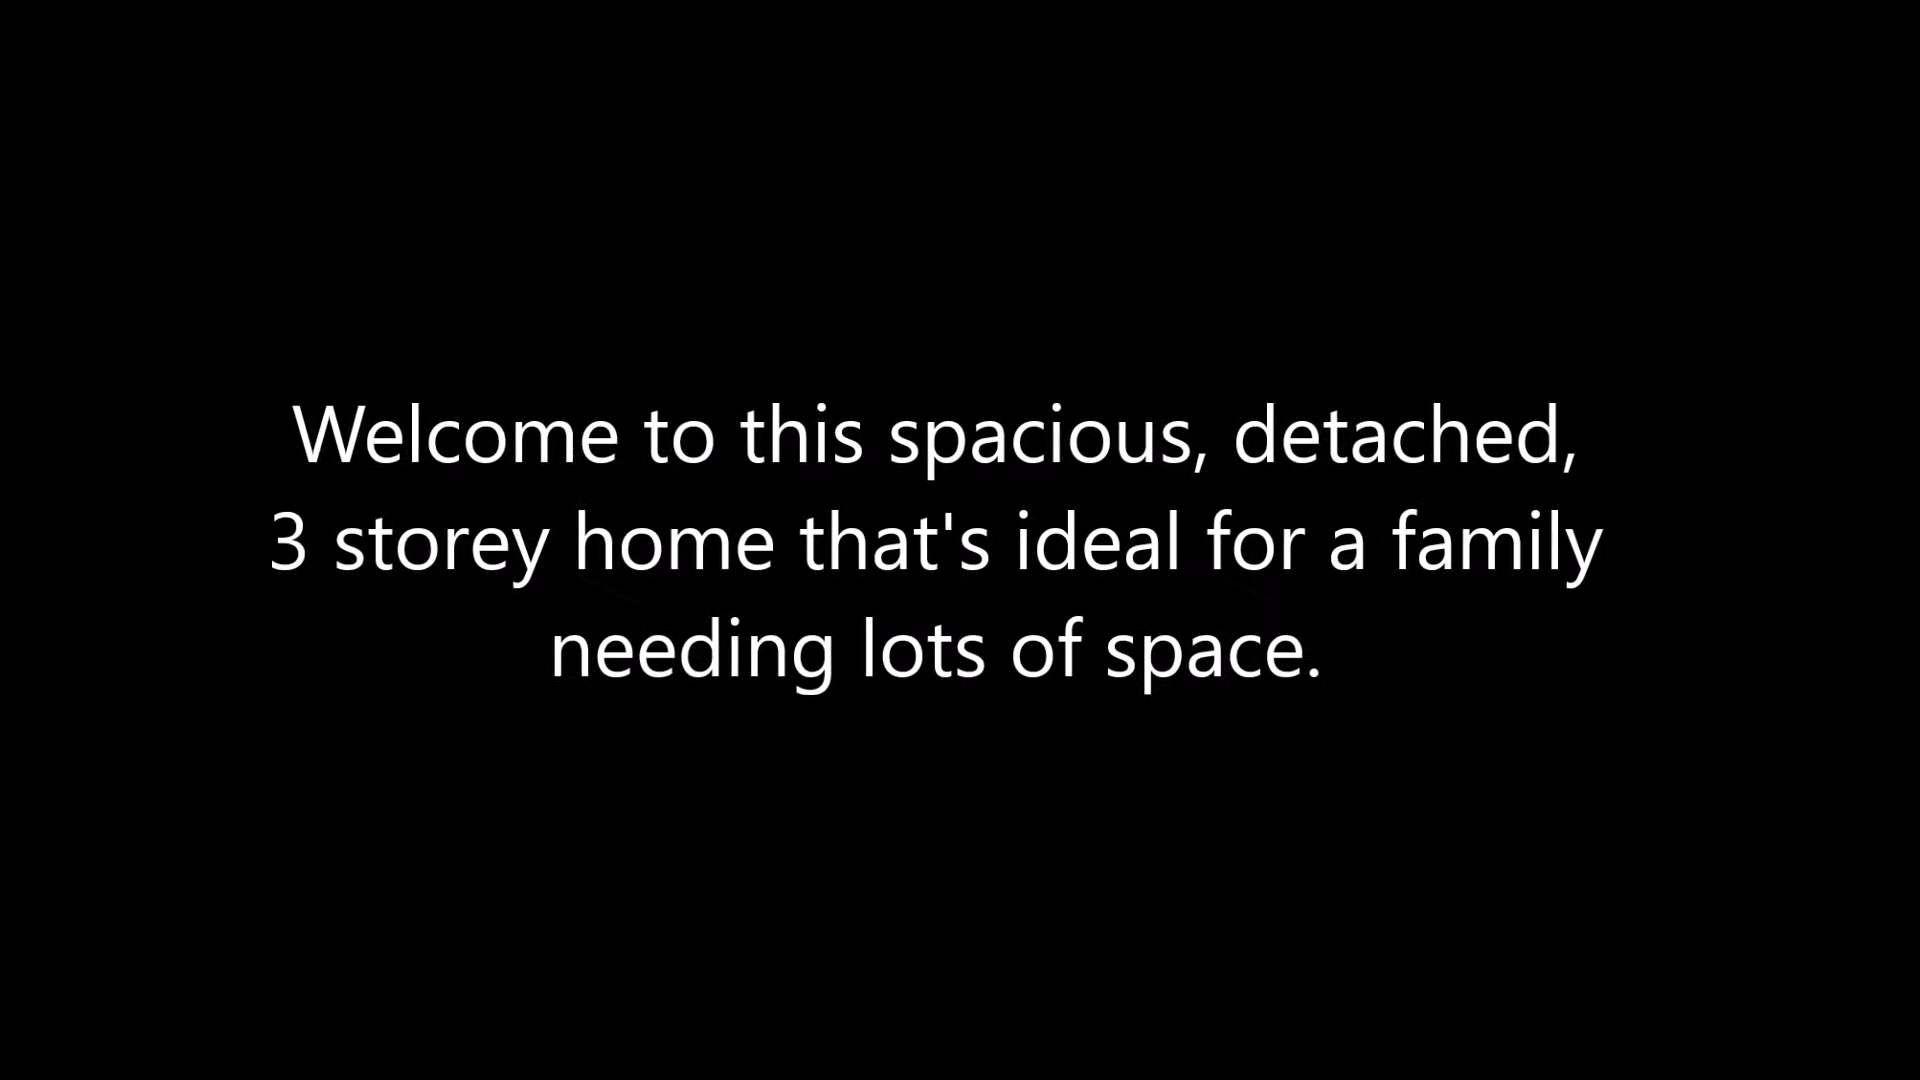 Welcome to this spacious, detached,
3 storey home that's ideal for a family
needing lots of space.